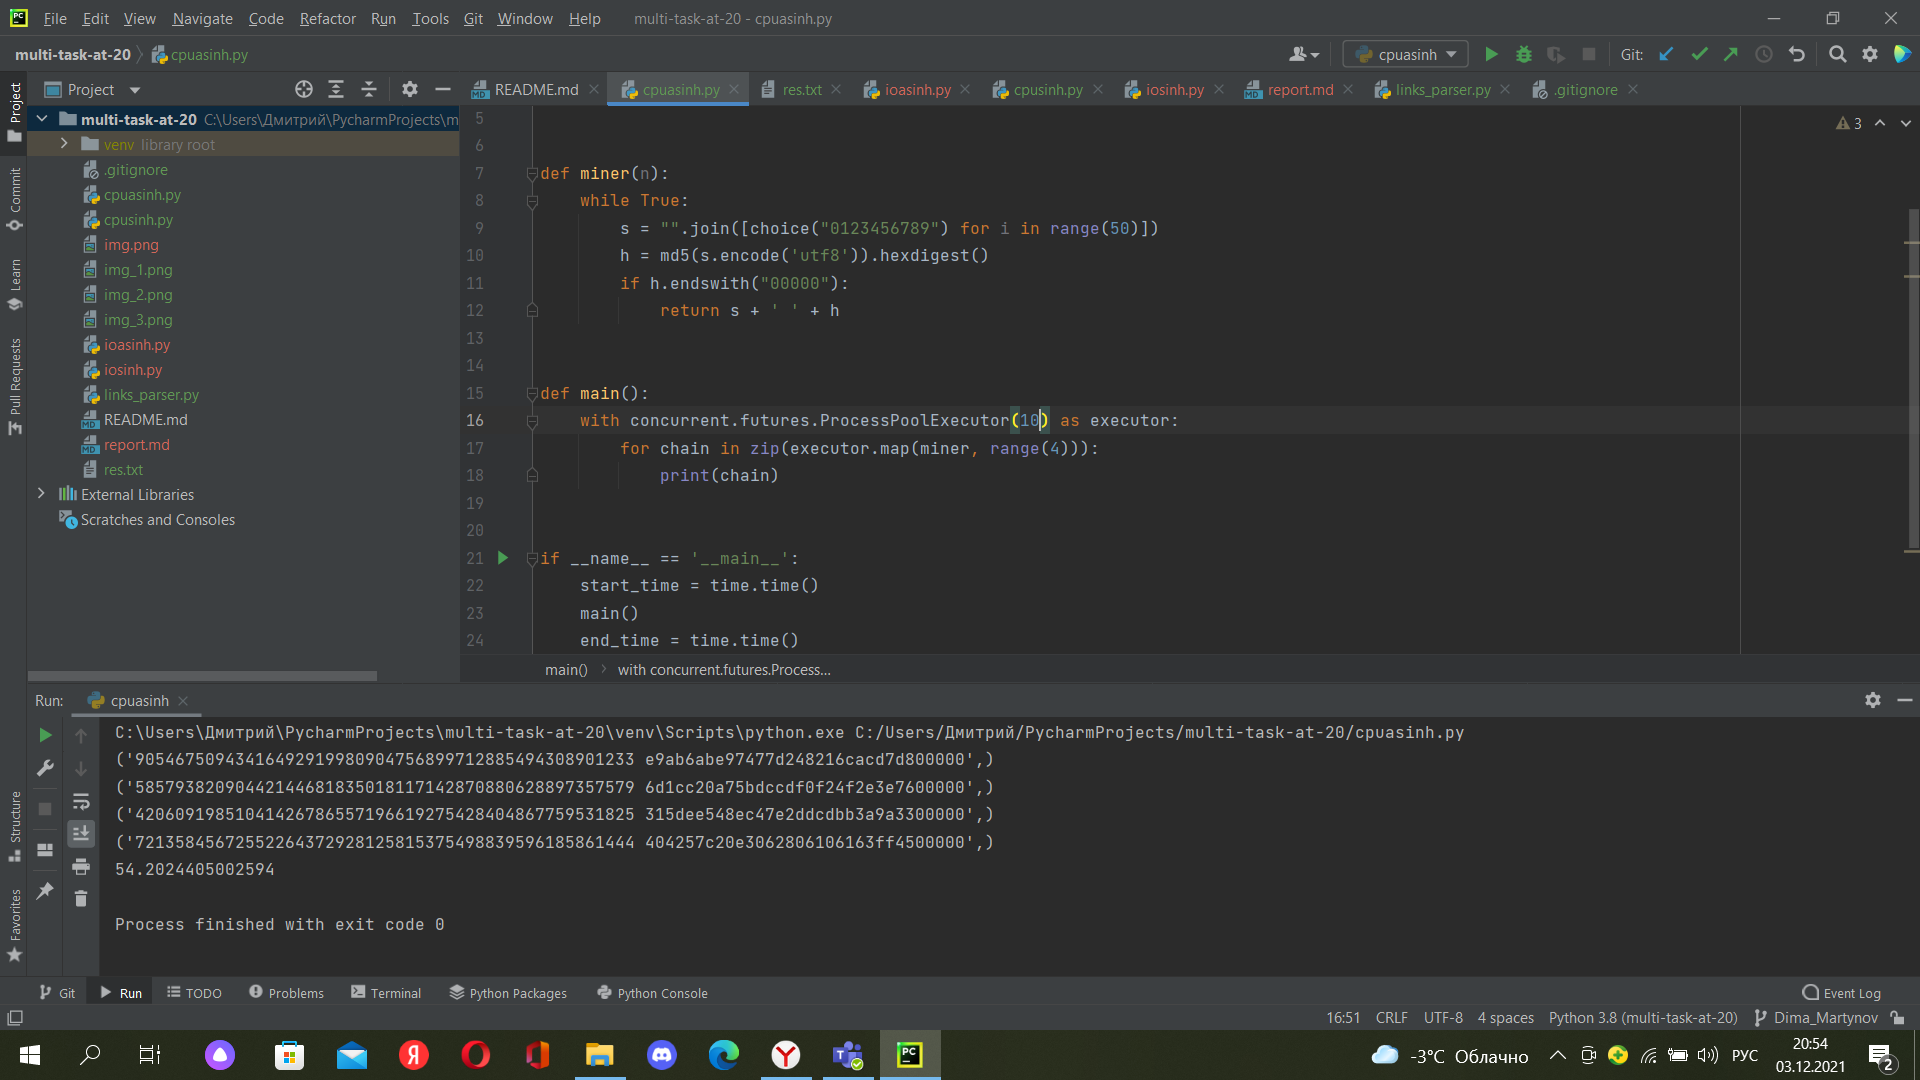 File Edit View Navigate Code Refactor Run Tools Git Window Help multi-task-at-20 - cpuasinh.py
multi-task-at-20 cpuasinh.py cpuasinh Git:
Project README.md cpuasinh.py res.txt ioasinh.py cpusinh.py iosinh.py report.md links_parser.py .gitignore
Project
Commit
Learn
Pull Requests
Structure
Favorites
multi-task-at-20 C:\Users\Дмитрий\PycharmProjects\m
venv library root
.gitignore
cpuasinh.py
cpusinh.py
img.png
img_1.png
img_2.png
img_3.png
ioasinh.py
iosinh.py
links_parser.py
README.md
report.md
res.txt
External Libraries
Scratches and Consoles
3
5
6
7 def miner(n):
8 while True:
9 s = "".join([choice("0123456789") for i in range(50)])
10 h = md5(s.encode('utf8')).hexdigest()
11 if h.endswith("00000"):
12 return s + ' ' + h
13
14
15 def main():
16 with concurrent.futures.ProcessPoolExecutor(10) as executor:
17 for chain in zip(executor.map(miner, range(4))):
18 print(chain)
19
20
21 if __name__ == '__main__':
22 start_time = time.time()
23 main()
24 end_time = time.time()
main() with concurrent.futures.Process...
Run: cpuasinh
C:\Users\Дмитрий\PycharmProjects\multi-task-at-20\venv\Scripts\python.exe C:/Users/Дмитрий/PycharmProjects/multi-task-at-20/cpuasinh.py
('90546750943416492919980904756899712885494308901233 e9ab6abe97477d248216cacd7d800000',)
('58579382090442144681835018117142870880628897357579 6d1cc20a75bdccdf0f24f2e3e7600000',)
('42060919851041426786557196619275428404867759531825 315dee548ec47e2ddcdbb3a9a3300000',)
('72135845672552264372928125815375498839596185861444 404257c20e3062806106163ff4500000',)
54.2024405002594
Process finished with exit code 0
Git Run TODO Problems Terminal Python Packages Python Console Event Log
16:51 CRLF UTF-8 4 spaces Python 3.8 (multi-task-at-20) Dima_Martynov
-3°C Облачно РУС 20:54
03.12.2021 2